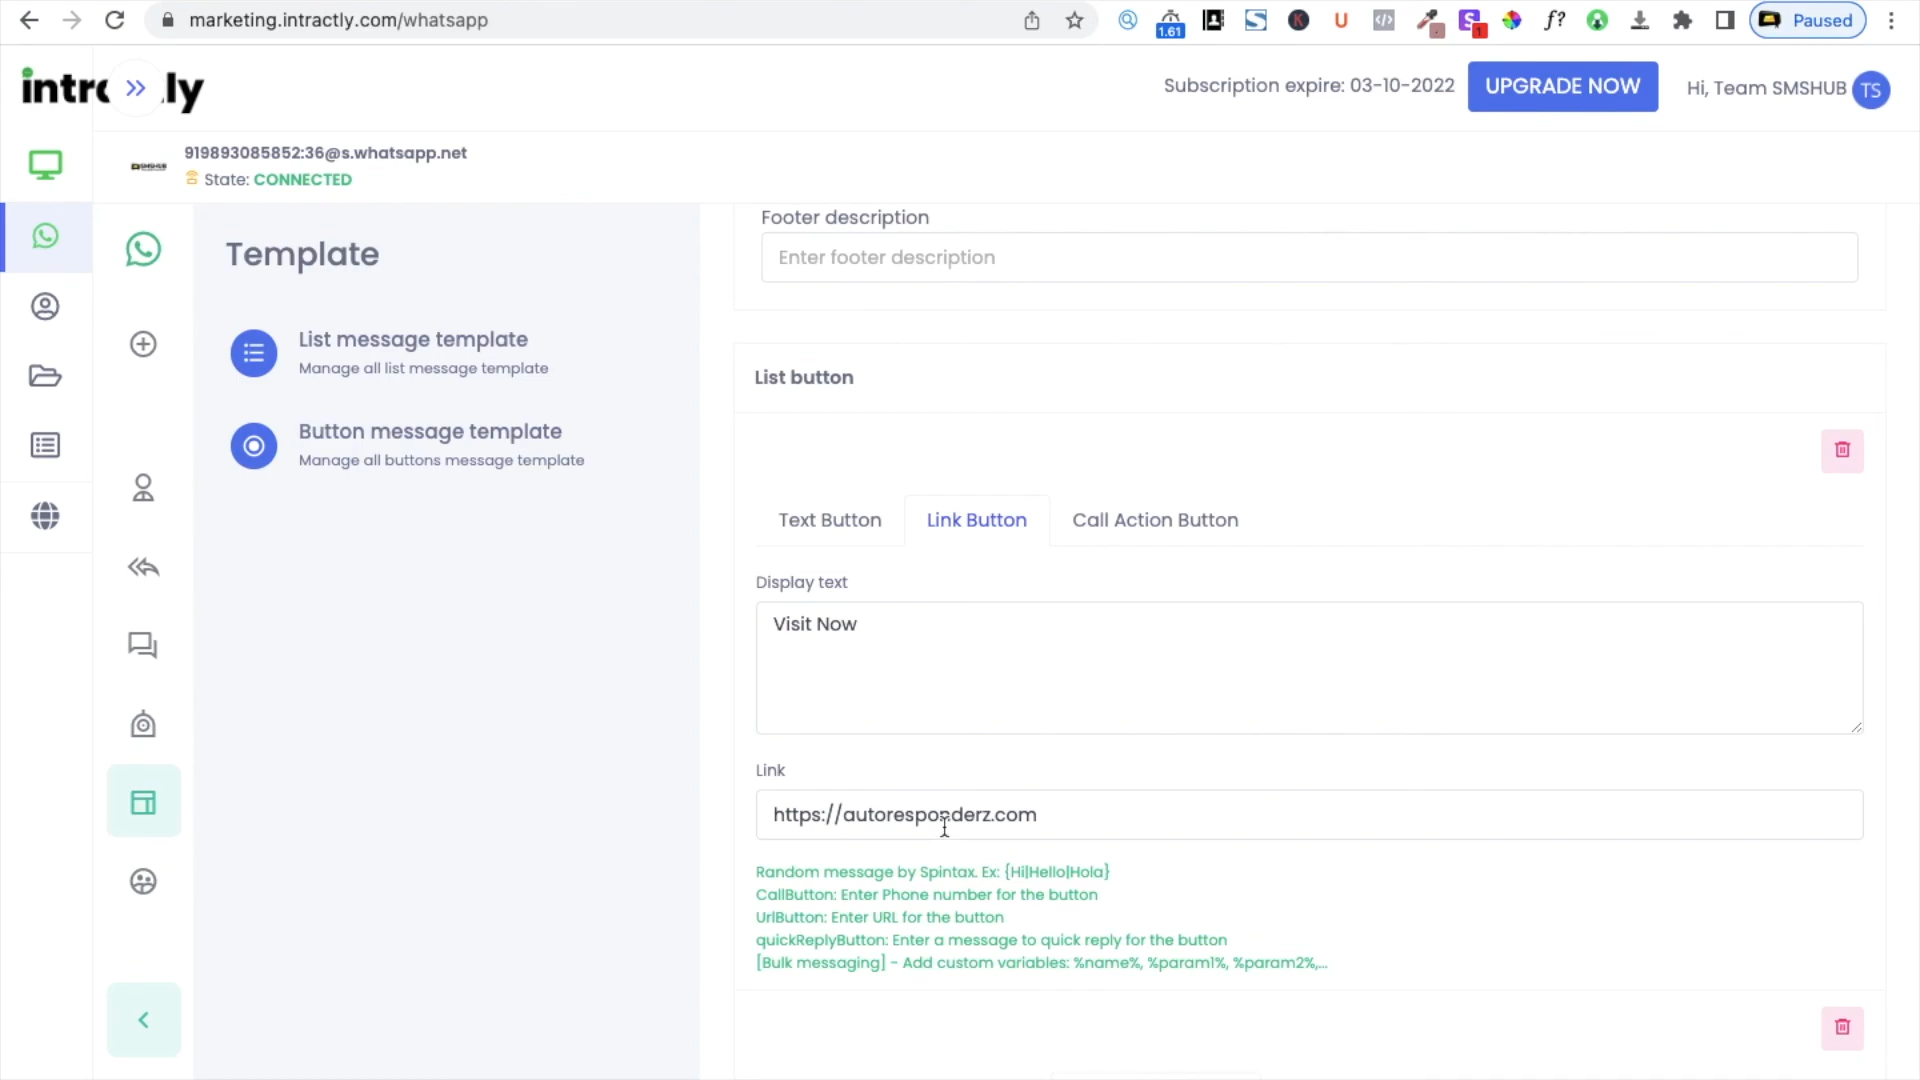 marketing.intractly.com/whatsapp
1.61
K
U
S
1
f?
Paused
intr
ly
Subscription expire: 03-10-2022
UPGRADE NOW
Hi, Team SMSHUB
TS
SMSHUB
919893085852:36@s.whatsapp.net
State: CONNECTED
Template
List message template
Manage all list message template
Button message template
Manage all buttons message template
Footer description
Enter footer description
List button
Text Button
Link Button
Call Action Button
Display text
Visit Now
Link
https://autoresponderz.com
Random message by Spintax. Ex: {Hi|Hello|Hola}
CallButton: Enter Phone number for the button
UrlButton: Enter URL for the button
quickReplyButton: Enter a message to quick reply for the button
[Bulk messaging] - Add custom variables: %name%, %param1%, %param2%,...